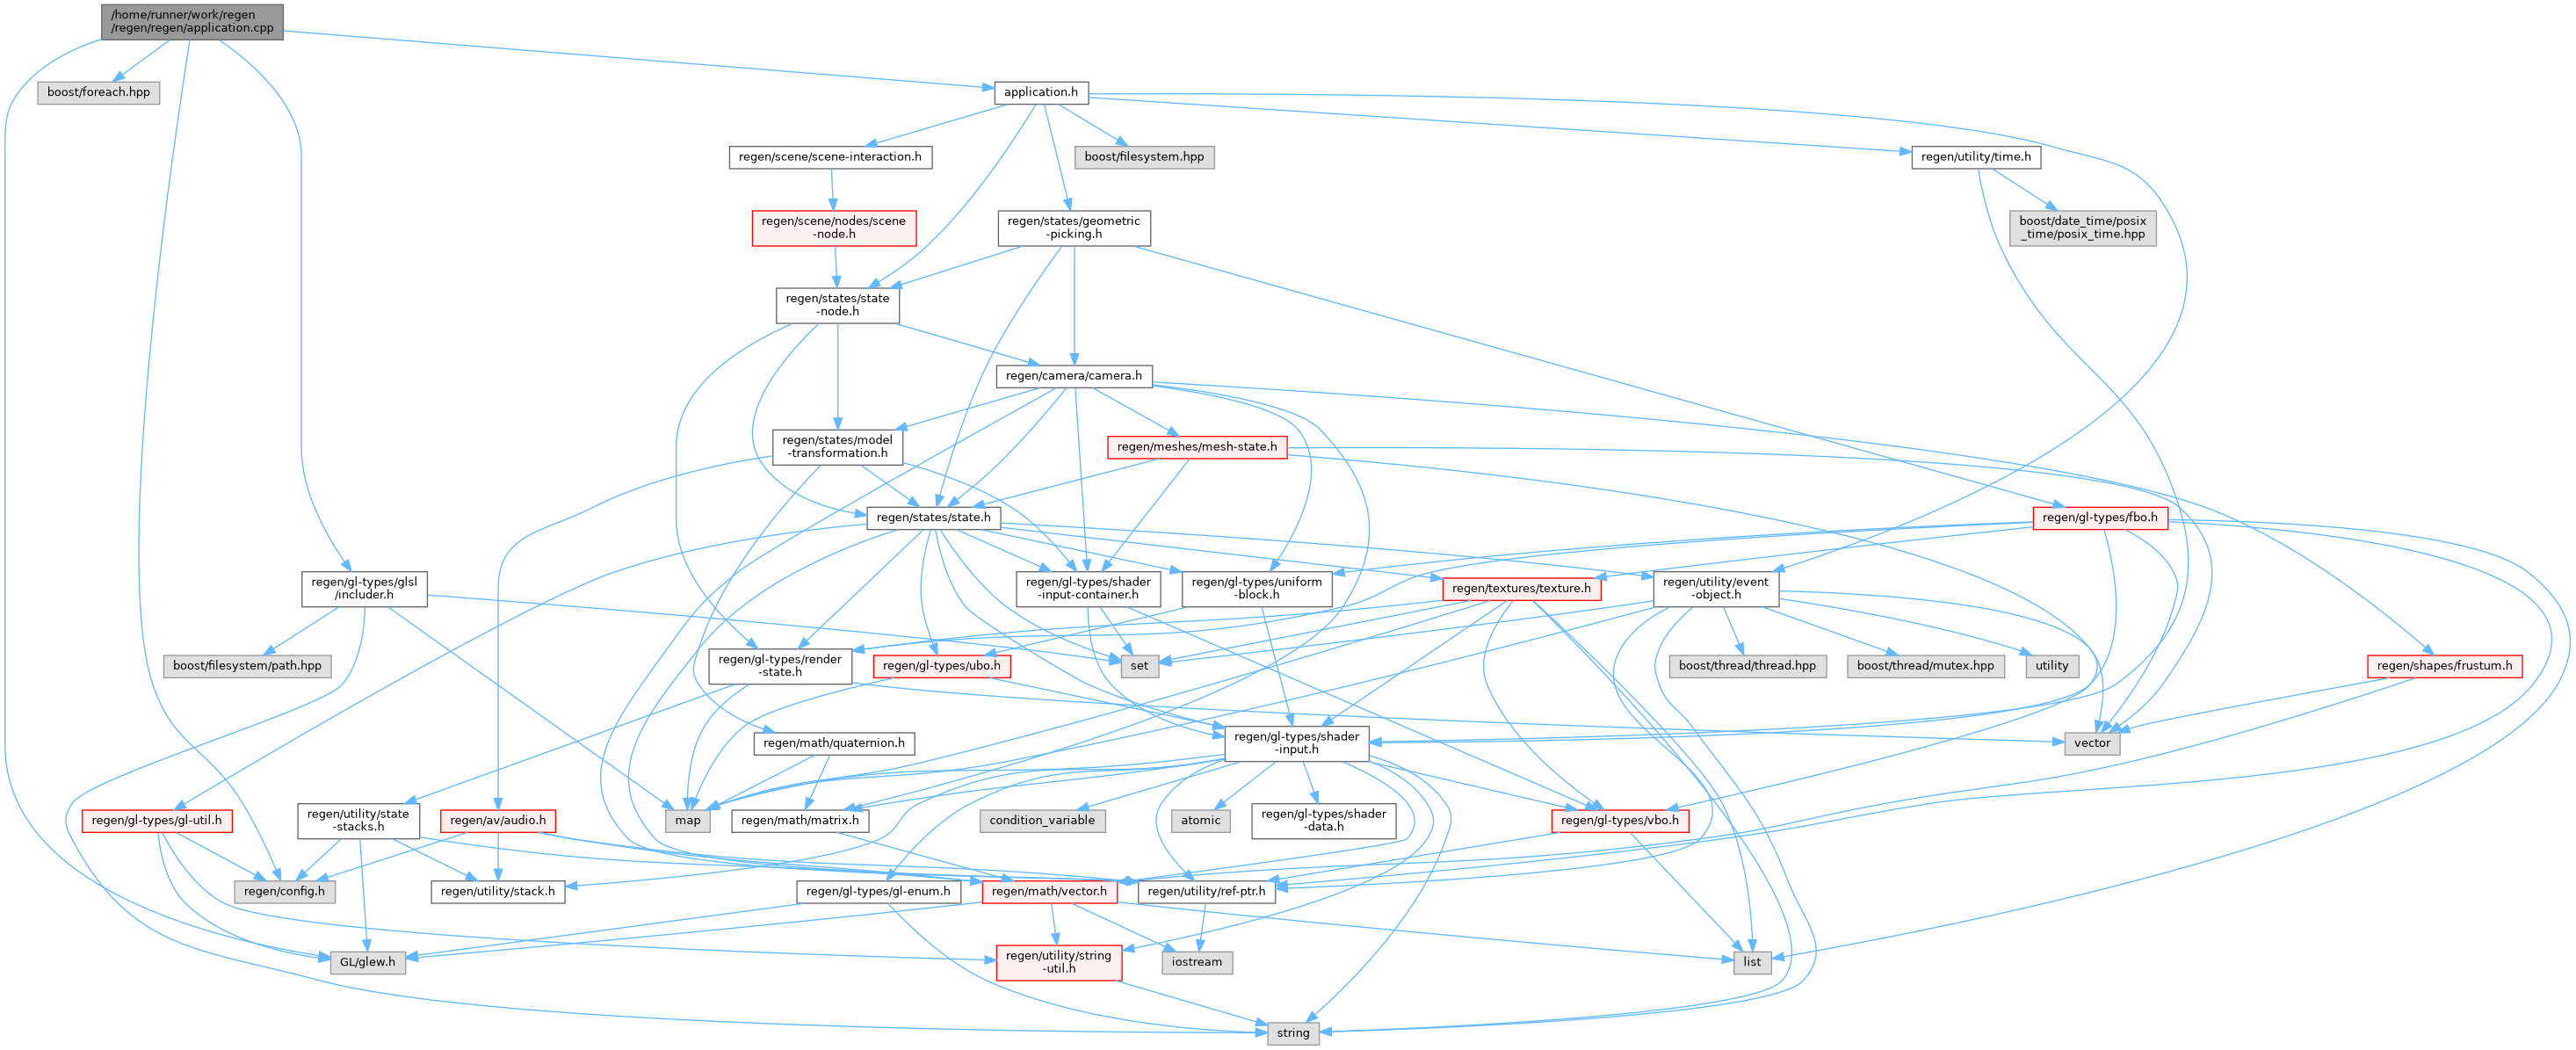 /home/runner/work/regen
/regen/regen/application.cpp
boost/foreach.hpp
application.h
regen/scene/scene-interaction.h
boost/filesystem.hpp
regen/utility/time.h
regen/scene/nodes/scene
-node.h
regen/states/geometric
-picking.h
boost/date_time/posix
_time/posix_time.hpp
regen/states/state
-node.h
regen/camera/camera.h
regen/states/model
-transformation.h
regen/meshes/mesh-state.h
regen/states/state.h
regen/gl-types/fbo.h
regen/gl-types/glsl
/includer.h
regen/gl-types/shader
-input-container.h
regen/gl-types/uniform
-block.h
regen/textures/texture.h
regen/utility/event
-object.h
boost/filesystem/path.hpp
regen/gl-types/render
-state.h
regen/gl-types/ubo.h
set
boost/thread/thread.hpp
boost/thread/mutex.hpp
utility
regen/shapes/frustum.h
regen/math/quaternion.h
regen/gl-types/shader
-input.h
vector
regen/gl-types/gl-util.h
regen/utility/state
-stacks.h
regen/av/audio.h
map
regen/math/matrix.h
condition_variable
atomic
regen/gl-types/shader
-data.h
regen/gl-types/vbo.h
regen/config.h
regen/utility/stack.h
regen/gl-types/gl-enum.h
regen/math/vector.h
regen/utility/ref-ptr.h
GL/glew.h
regen/utility/string
-util.h
iostream
list
string